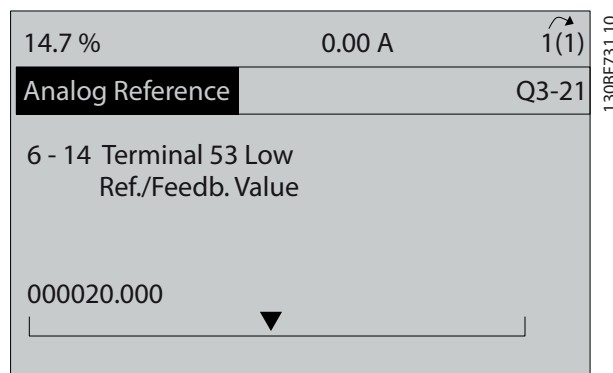 14.7 % 0.00 A 1(1)
Analog Reference Q3-21
6 - 14 Terminal 53 Low
Ref./Feedb. Value
000020.000
130BF731.10